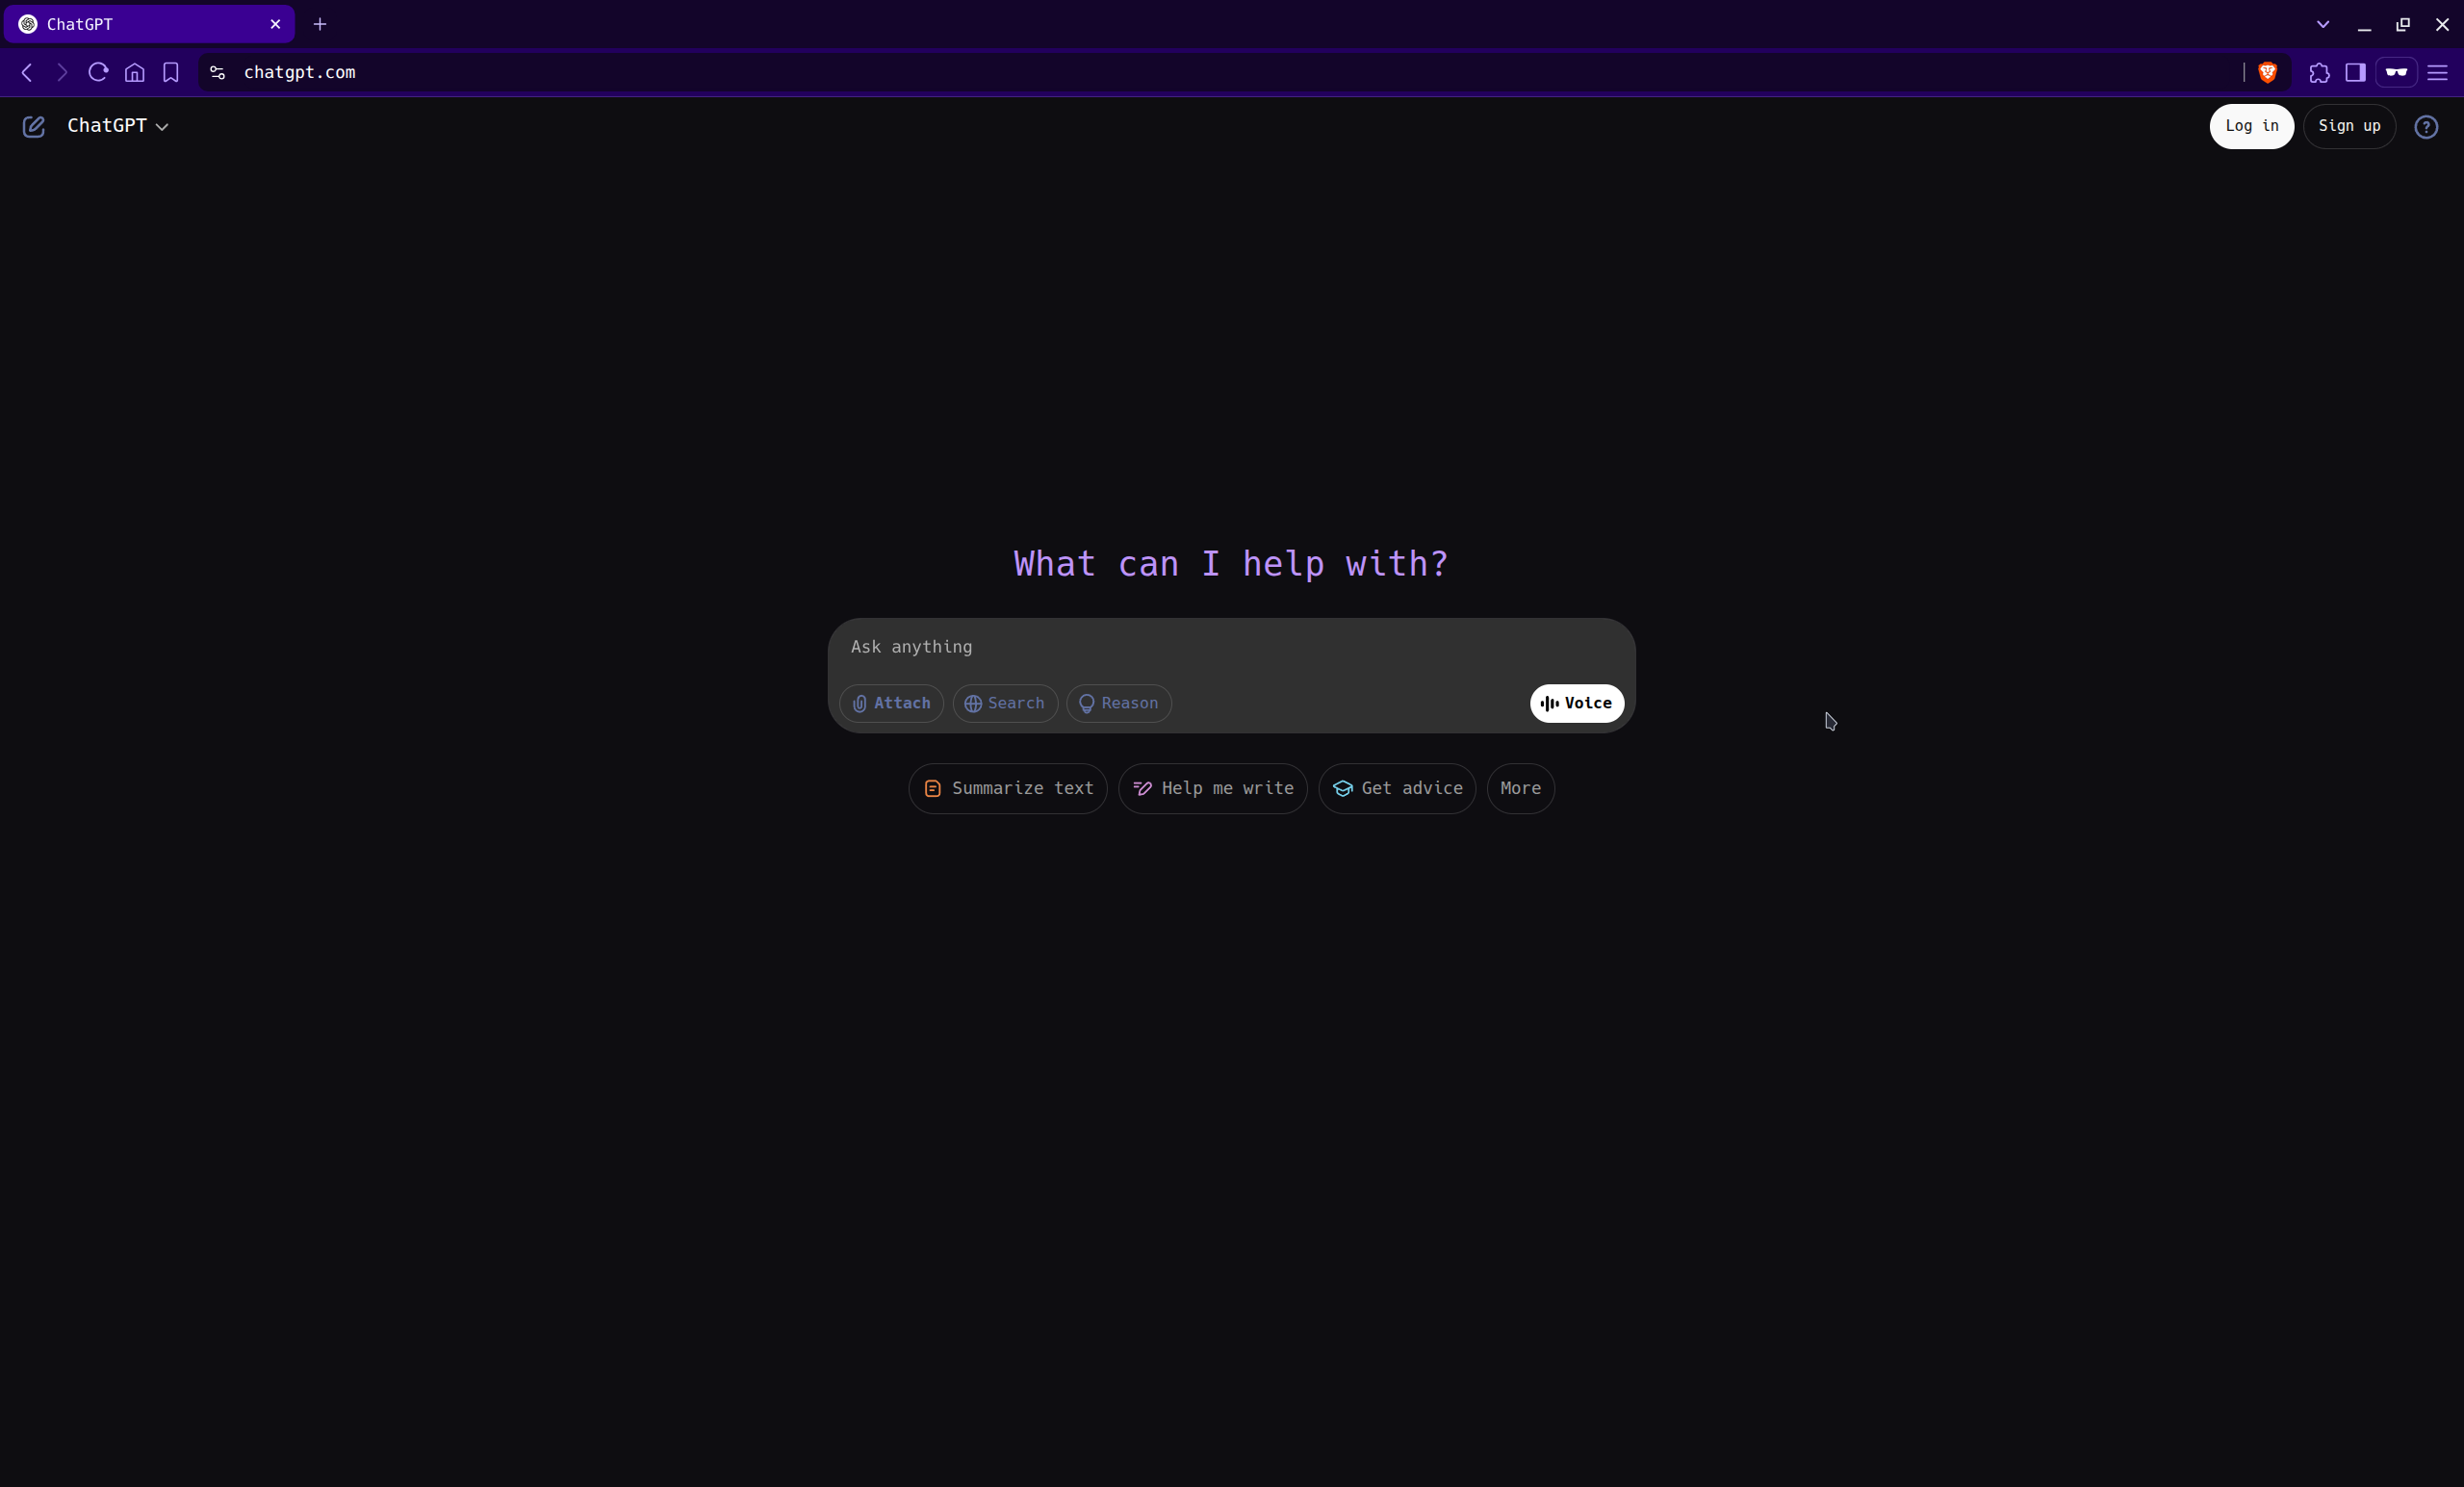 ChatGPT
chatgpt.com
ChatGPT
Log in
Sign up
What can I help with?
Ask anything
Attach
Search
Reason
Voice
Summarize text
Help me write
Get advice
More